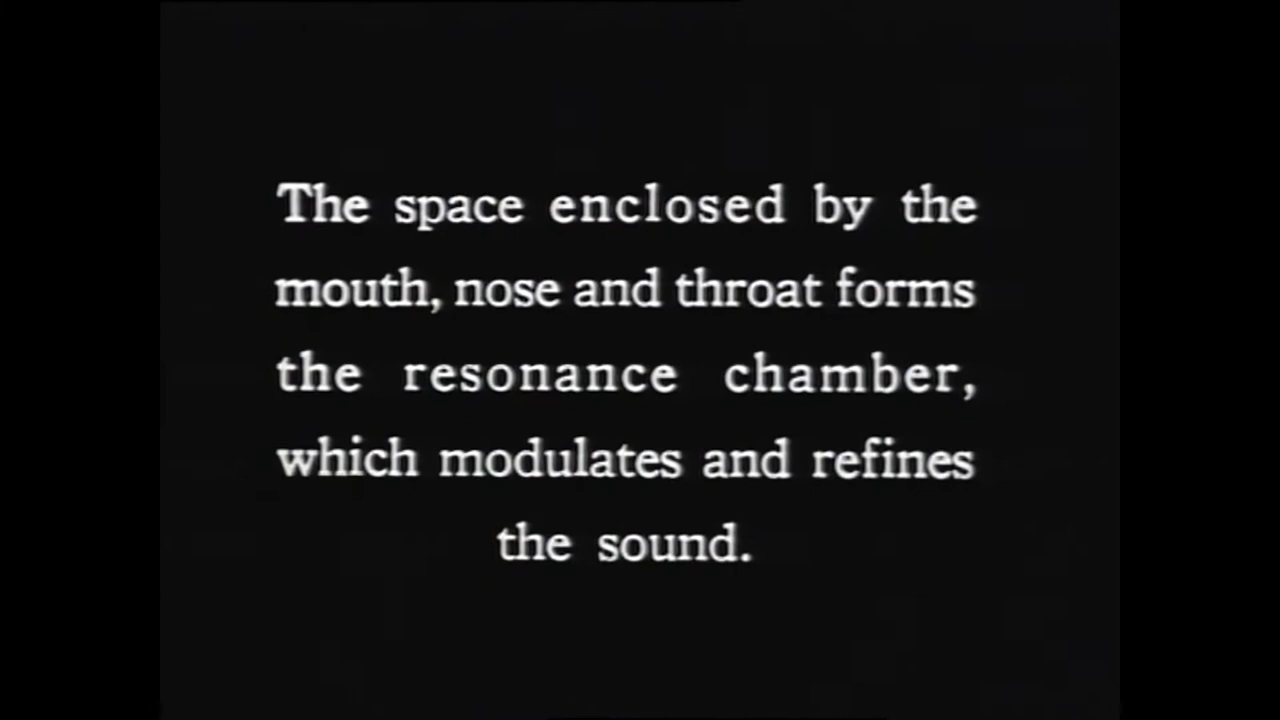 The space enclosed by the
mouth, nose and throat forms
the resonance chamber,
which modulates and refines
the sound.